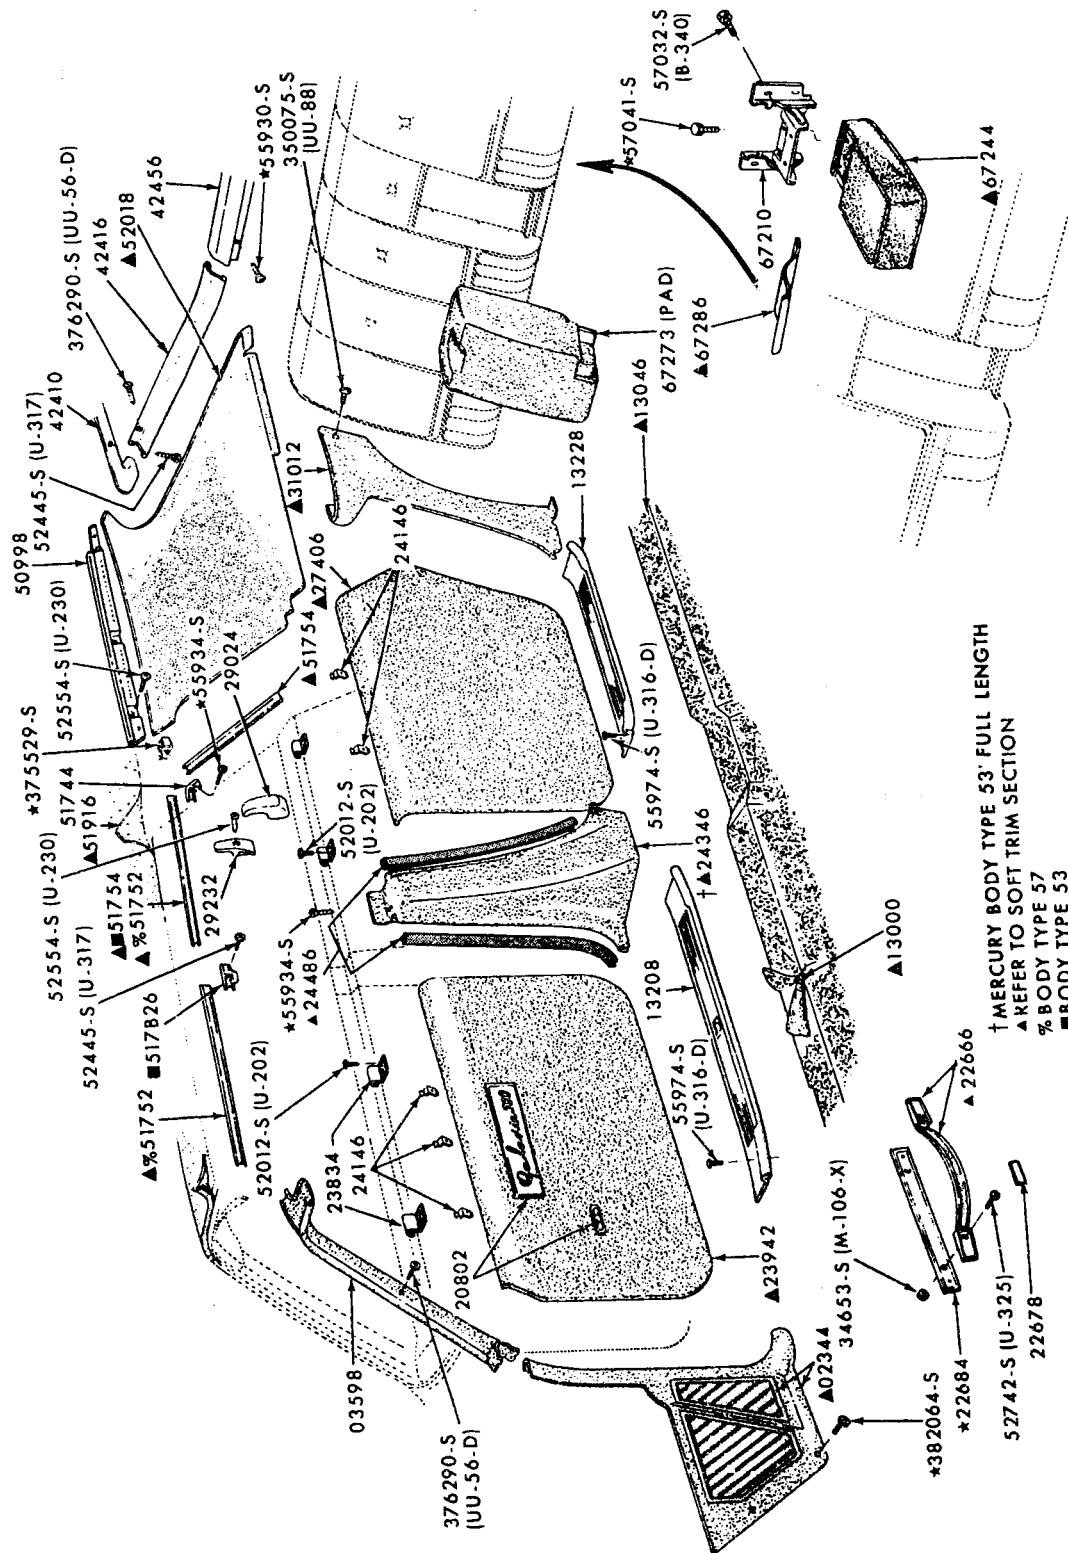 50998
52445-S (U-317)
42410
376290-S (UU-56-D)
42416
▲52018
42456
★55930-S
350075-S
(UU-88)
★375529-S
52554-S (U-230)
51744
▲51916
★55934-S
29024
▲51754
▲31012
52554-S (U-230)
52445-S (U-317)
▲■51754
▲%51752
29232
▲27406
24146
▲%51752
■517B26
52012-S (U-202)
52012-S
(U-202)
23834
24146
★55934-S
▲24486
03598
376290-S
(UU-56-D)
20802
Galaxie 500
▲23942
13208
55974-S
(U-316-D)
†▲24346
55974-S (U-316-D)
13228
▲13046
67273 (PAD)
▲67286
★57041-S
57032-S
(B-340)
67210
▲67244
▲13000
▲02344
34653-S (M-106-X)
★382064-S
★22684
52742-S (U-325)
22678
▲22666
†MERCURY BODY TYPE 53' FULL LENGTH
▲REFER TO SOFT TRIM SECTION
% BODY TYPE 57
■BODY TYPE 53